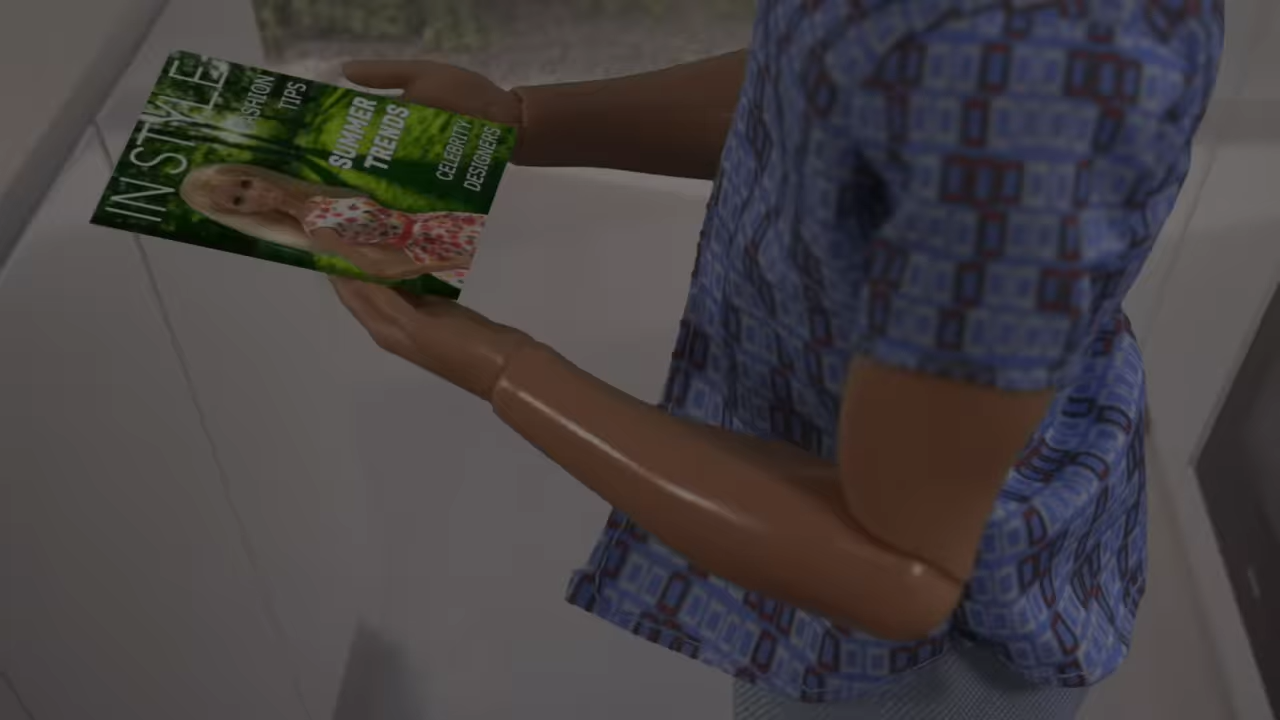 IN STYLE
FASHION
TIPS
SUMMER
TRENDS
CELEBRITY
DESIGNERS